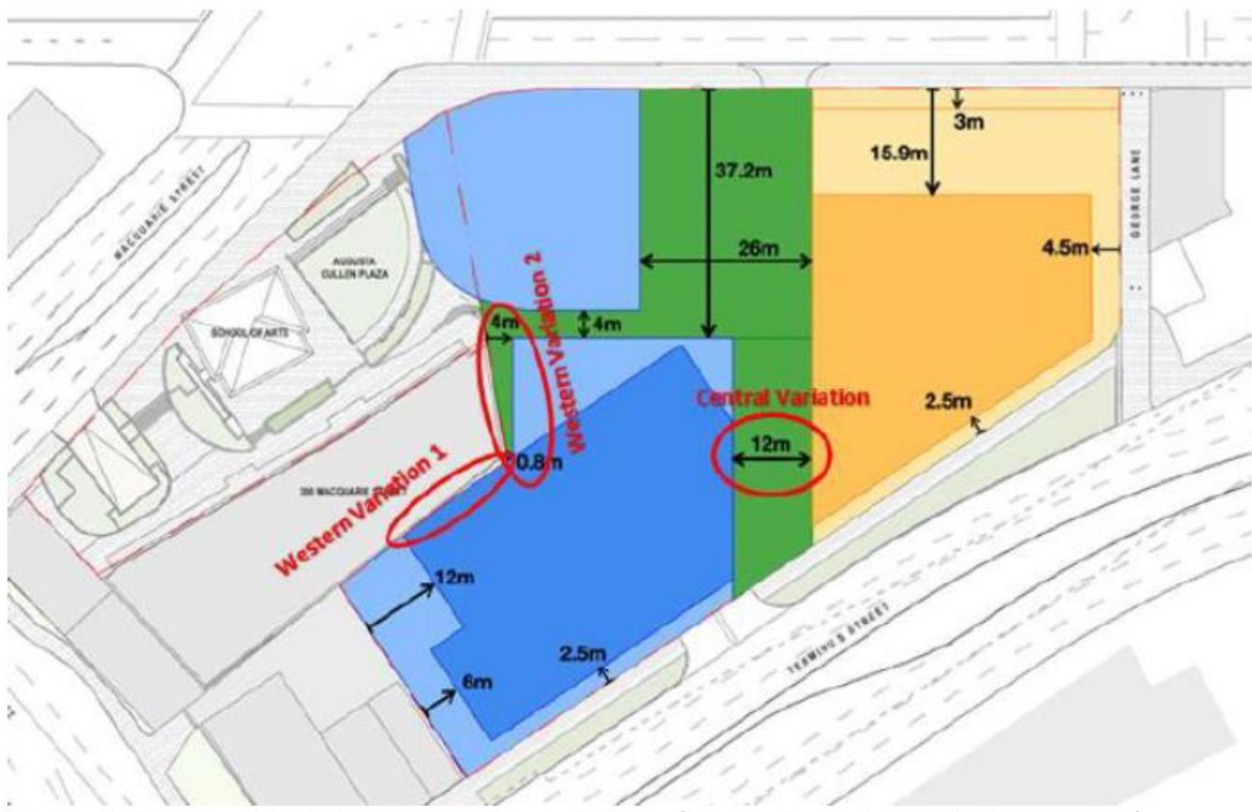 3m
15.9m
37.2m
MACQUARIE STREET
GEORGE LANE
26m
4.5m
AUGUSTA
CULLEN PLAZA
Western Variation 2
SCHOOL OF ARTS
4m
4m
Central Variation
2.5m
12m
0.8m
Western Variation 1
12m
2.5m
6m
TERMINUS STREET